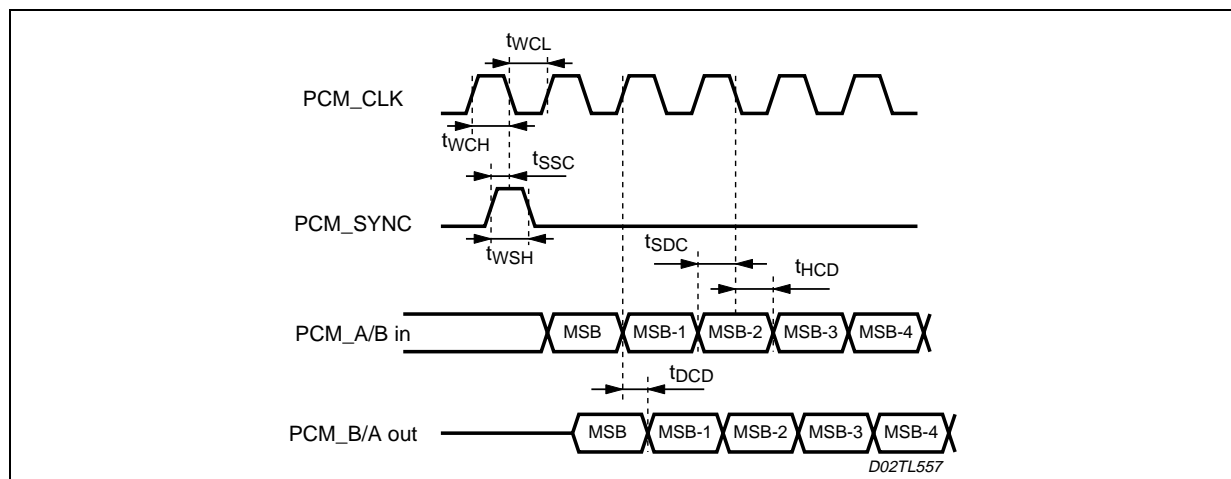 tWCL
PCM_CLK
tWCH
tSSC
PCM_SYNC
tWSH
tSDC
tHCD
PCM_A/B in
MSB MSB-1 MSB-2 MSB-3 MSB-4
tDCD
PCM_B/A out
MSB MSB-1 MSB-2 MSB-3 MSB-4
D02TL557